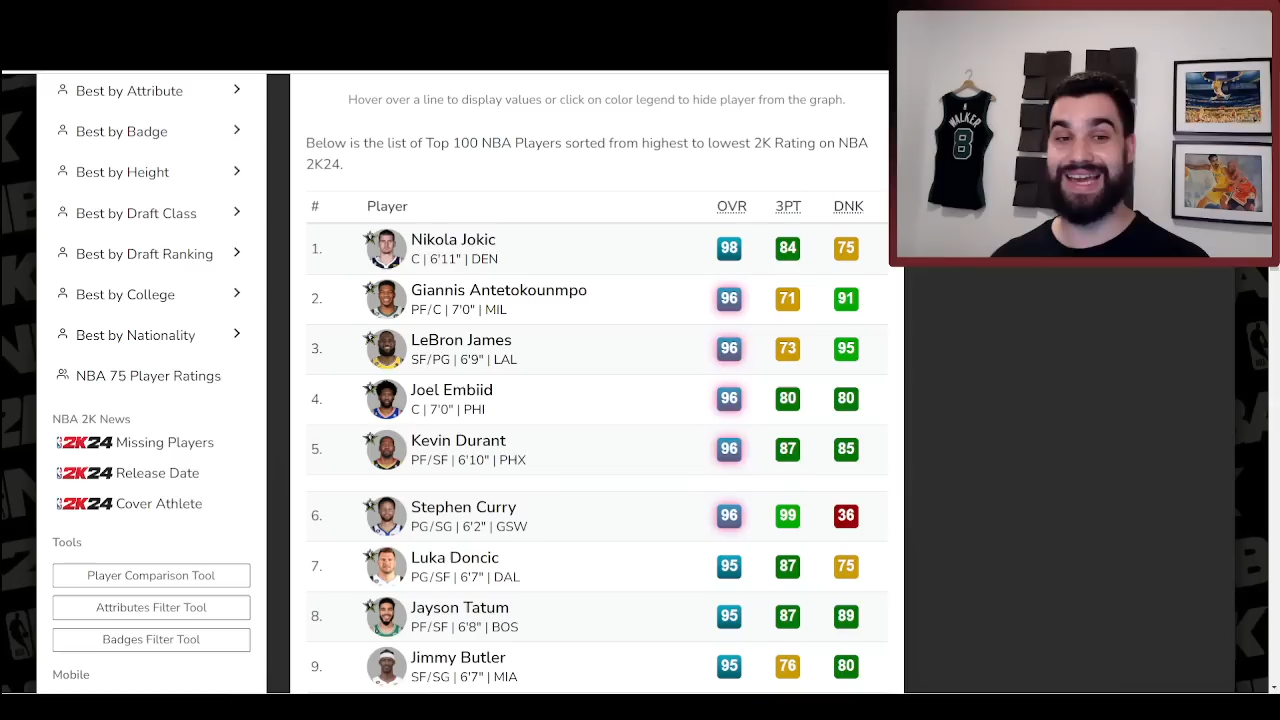 Best by Attribute
Best by Badge
Best by Height
Best by Draft Class
Best by Draft Ranking
Best by College
Best by Nationality
NBA 75 Player Ratings
NBA 2K News
2K24 Missing Players
2K24 Release Date
2K24 Cover Athlete
Tools
Player Comparison Tool
Attributes Filter Tool
Badges Filter Tool
Mobile
Hover over a line to display values or click on color legend to hide player from the graph.
Below is the list of Top 100 NBA Players sorted from highest to lowest 2K Rating on NBA
2K24.
# Player OVR 3PT DNK
1. Nikola Jokic 98 84 75
C | 6'11" | DEN
2. Giannis Antetokounmpo 96 71 91
PF/C | 7'0" | MIL
3. LeBron James 96 73 95
SF/PG | 6'9" | LAL
4. Joel Embiid 96 80 80
C | 7'0" | PHI
5. Kevin Durant 96 87 85
PF/SF | 6'10" | PHX
6. Stephen Curry 96 99 36
PG/SG | 6'2" | GSW
7. Luka Doncic 95 87 75
PG/SF | 6'7" | DAL
8. Jayson Tatum 95 87 89
PF/SF | 6'8" | BOS
9. Jimmy Butler 95 76 80
SF/SG | 6'7" | MIA
WALKER
8